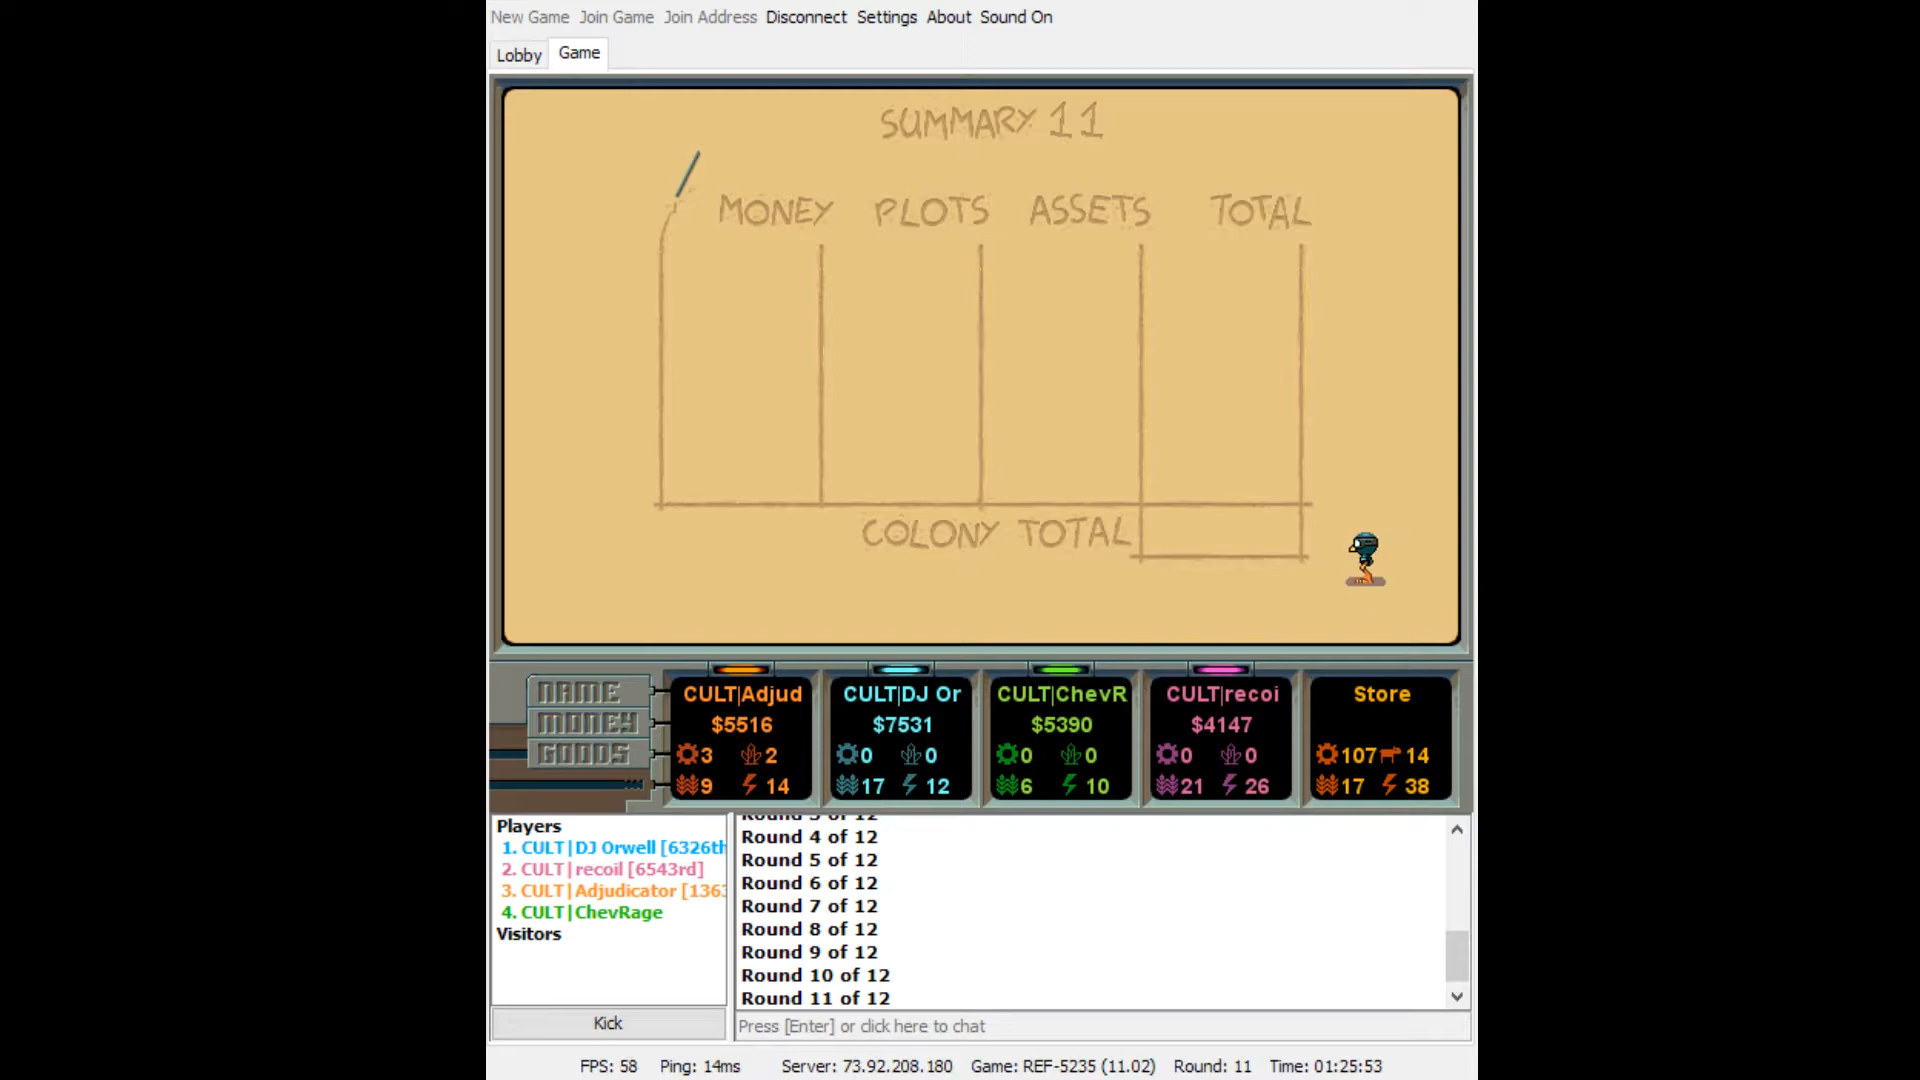 New Game Join Game Join Address Disconnect Settings About Sound On
Lobby Game
SUMMARY 11
MONEY PLOTS ASSETS TOTAL
COLONY TOTAL
NAME CULT|Adjud CULT|DJ Or CULT|ChevR CULT|recoi Store
MONEY $5516 $7531 $5390 $4147
GOODS 3 2 0 0 0 0 0 0 107 14
9 14 17 12 6 10 21 26 17 38
Players
1. CULT|DJ Orwell [6326th
2. CULT|recoil [6543rd]
3. CULT|Adjudicator [1363
4. CULT|ChevRage
Visitors
Kick
Round 3 of 12
Round 4 of 12
Round 5 of 12
Round 6 of 12
Round 7 of 12
Round 8 of 12
Round 9 of 12
Round 10 of 12
Round 11 of 12
Press [Enter] or click here to chat
FPS: 58 Ping: 14ms Server: 73.92.208.180 Game: REF-5235 (11.02) Round: 11 Time: 01:25:53